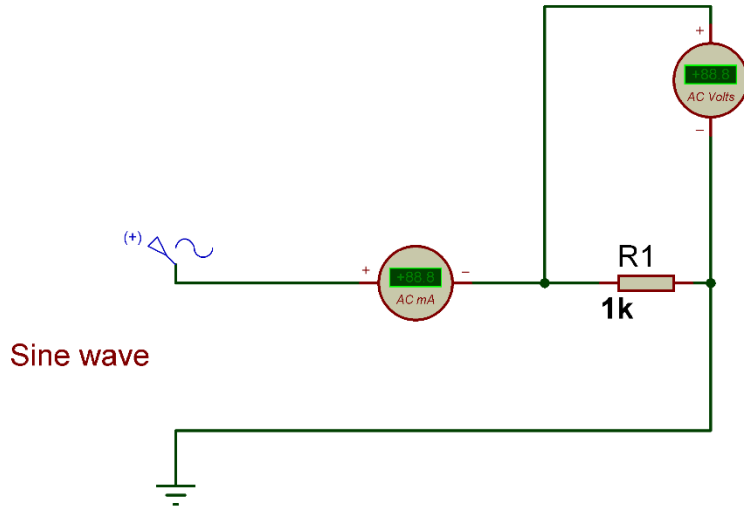 +
+88.8
AC Volts
−
(+)
R1
+
+88.8
−
AC mA
1k
Sine wave